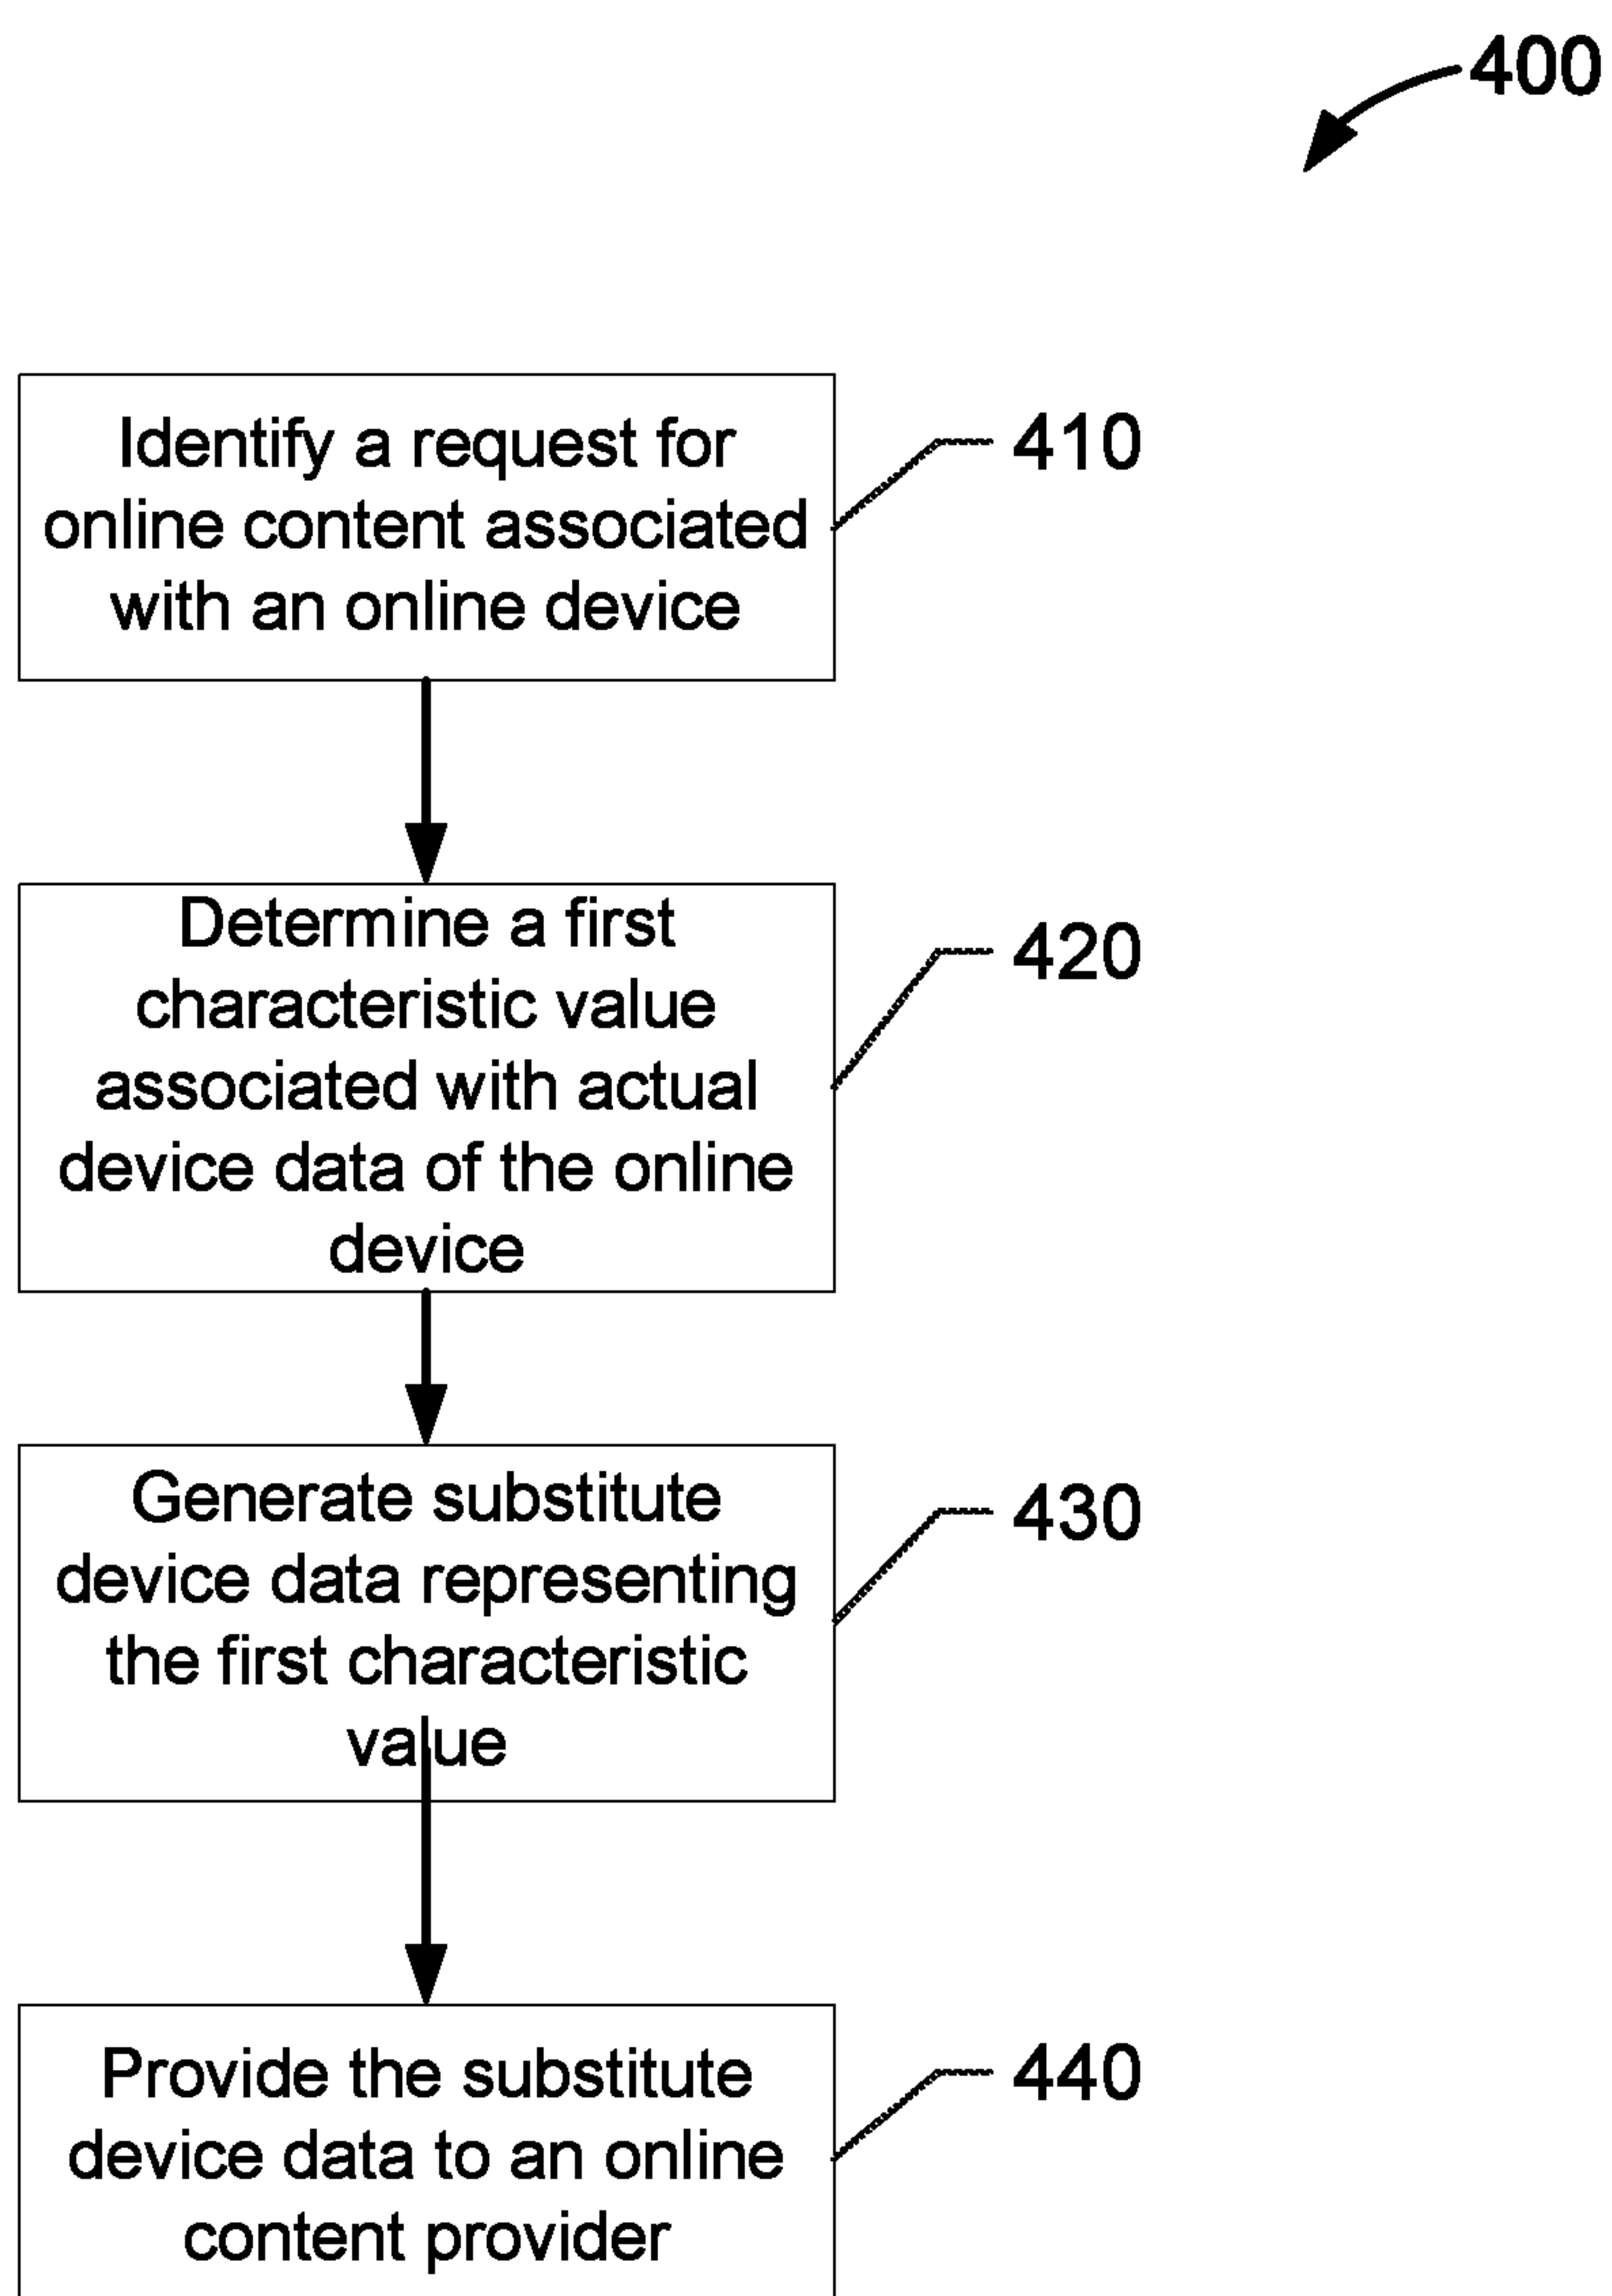 400
Identify a request for
online content associated
with an online device
410
Determine a first
characteristic value
associated with actual
device data of the online
device
420
Generate substitute
device data representing
the first characteristic
value
430
Provide the substitute
device data to an online
content provider
440